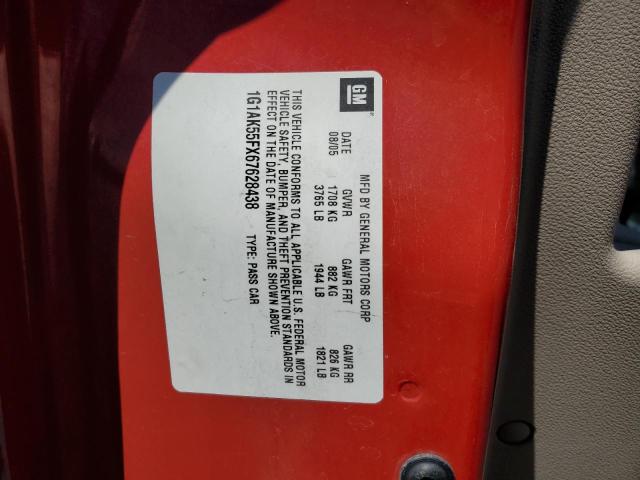 GM
MFD BY GENERAL MOTORS CORP
DATE GVWR GAWR FRT GAWR RR
08/05 1708 KG 882 KG 826 KG
3765 LB 1944 LB 1821 LB
THIS VEHICLE CONFORMS TO ALL APPLICABLE U.S. FEDERAL MOTOR
VEHICLE SAFETY, BUMPER, AND THEFT PREVENTION STANDARDS IN
EFFECT ON THE DATE OF MANUFACTURE SHOWN ABOVE.
1G1AK55FX67628438 TYPE: PASS CAR